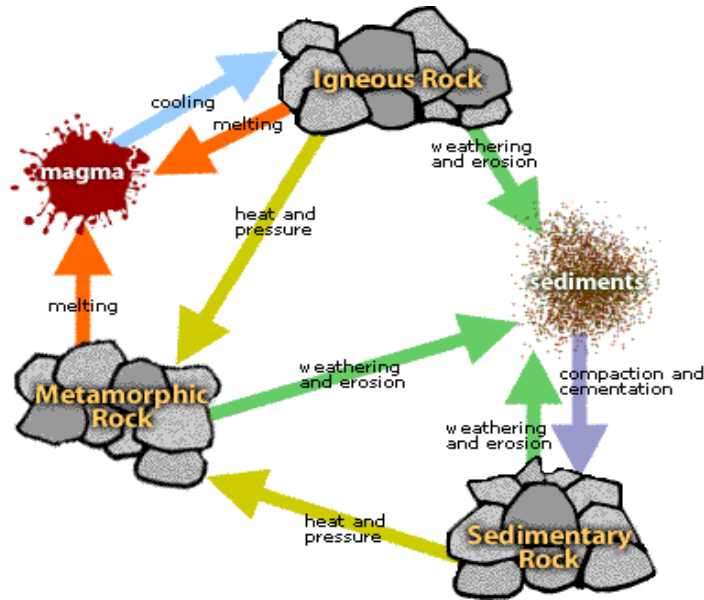 Igneous Rock
cooling
melting
weathering
and erosion
magma
heat and
pressure
sediments
melting
weathering
and erosion
compaction and
cementation
Metamorphic
Rock
weathering
and erosion
heat and
pressure
Sedimentary
Rock